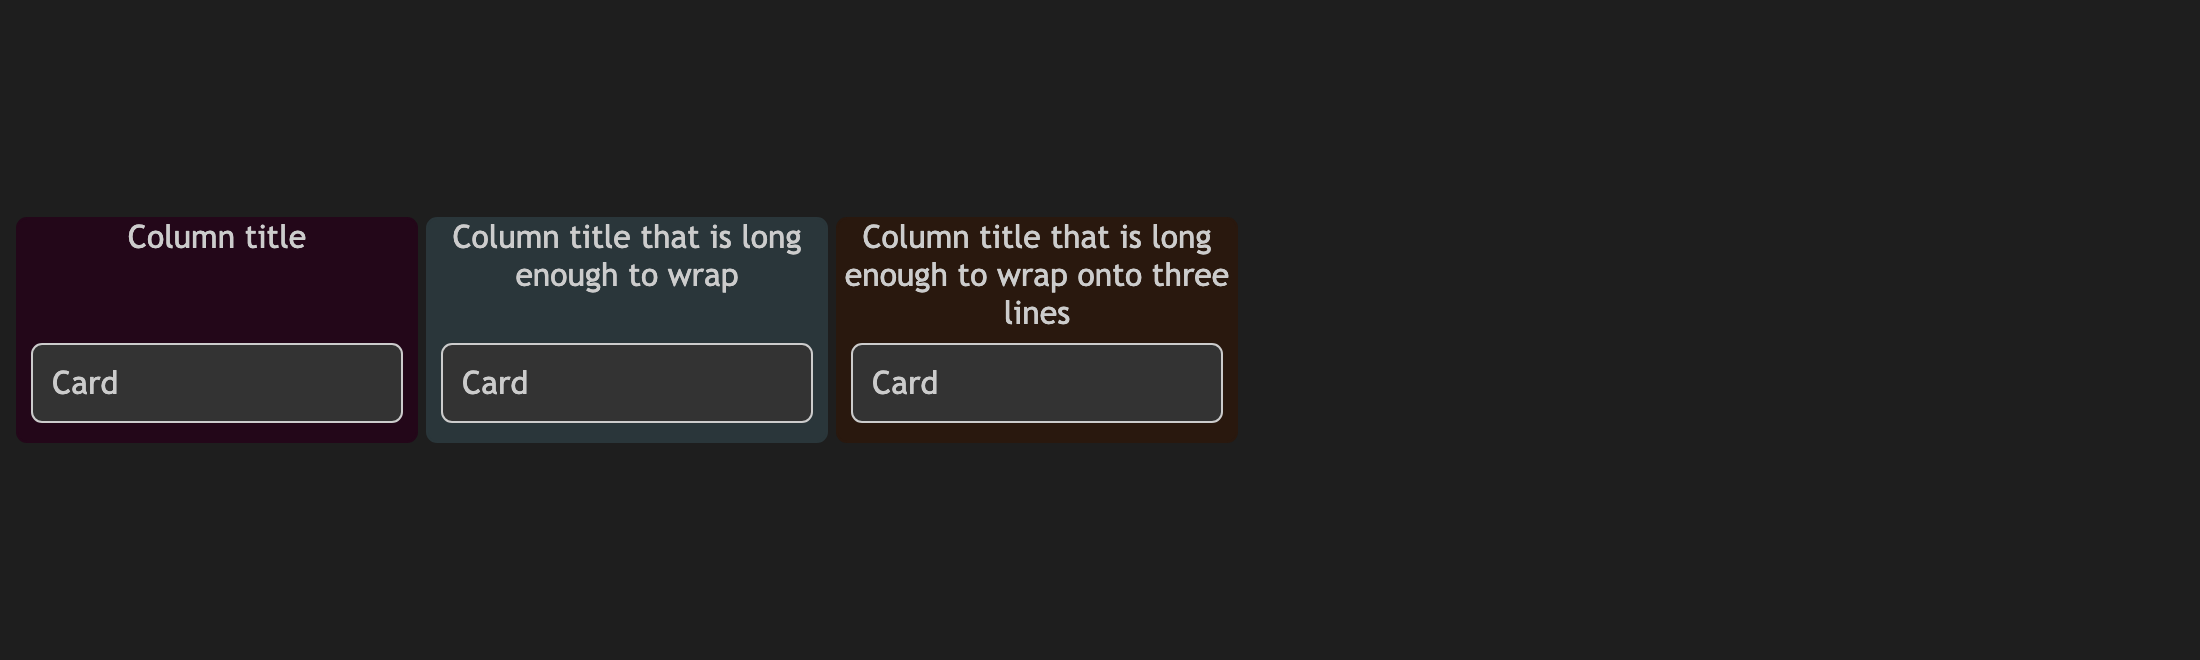 Column title
Card
Column title that is long
enough to wrap
Card
Column title that is long
enough to wrap onto three
lines
Card